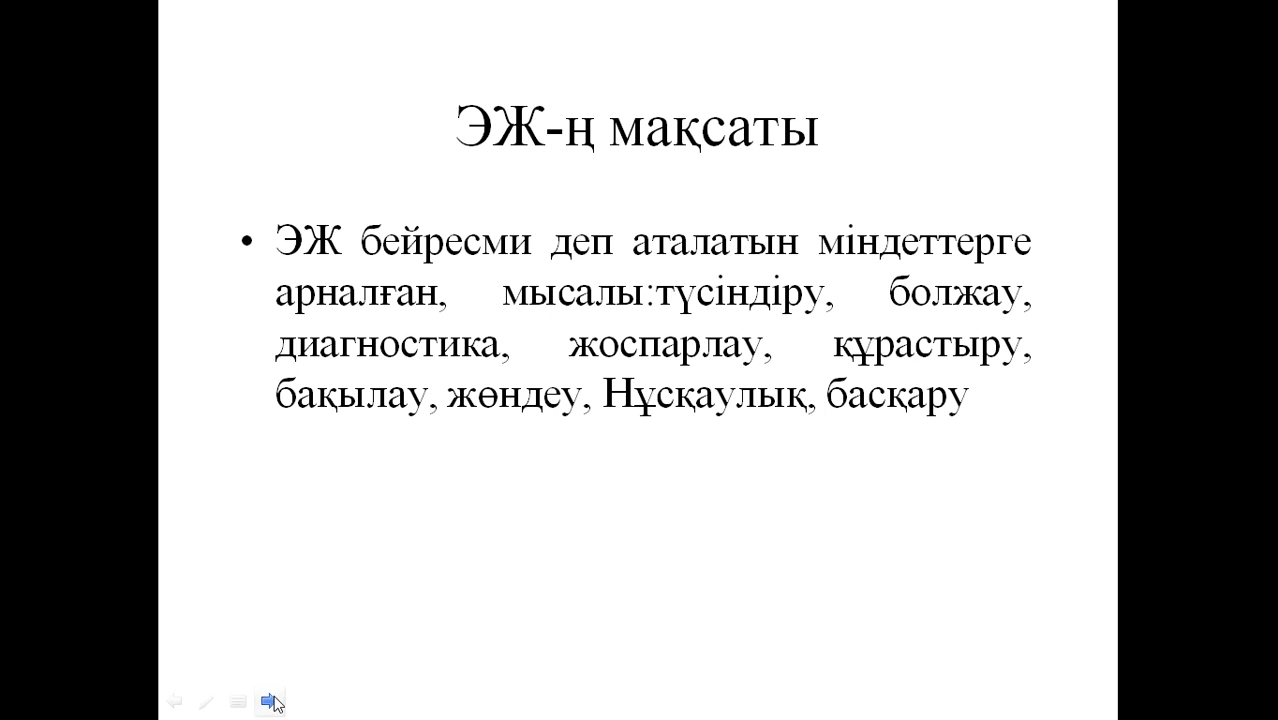 ЭЖ-ң мақсаты
• ЭЖ бейресми деп аталатын міндеттерге
арналған, мысалы:түсіндіру, болжау,
диагностика, жоспарлау, құрастыру,
бақылау, жөндеу, Нұсқаулық, басқару